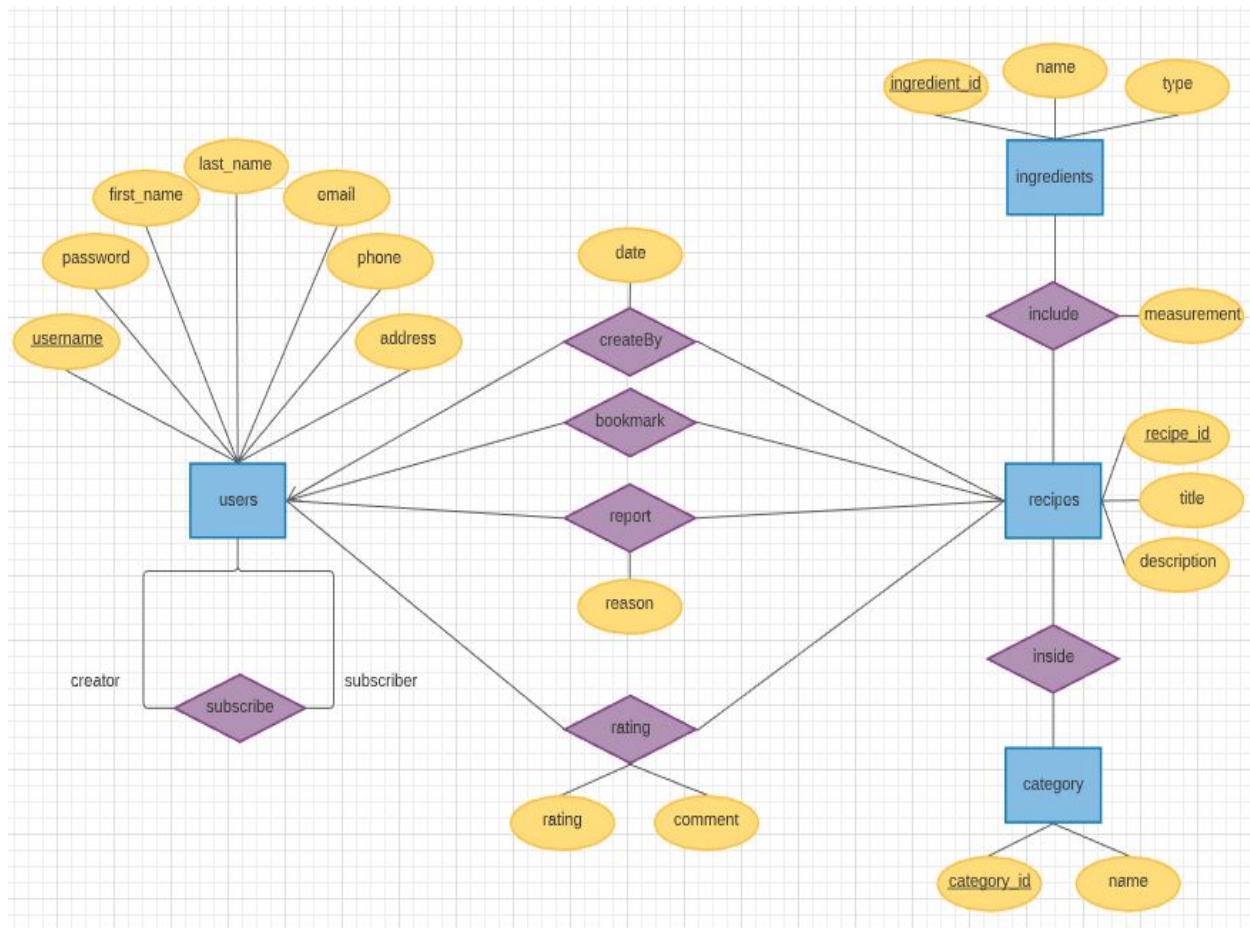 ingredient_id
name
type
ingredients
last_name
first_name
email
password
phone
username
address
date
createBy
include
measurement
bookmark
users
report
recipes
recipe_id
title
description
reason
creator
subscribe
subscriber
rating
inside
rating
comment
category
category_id
name